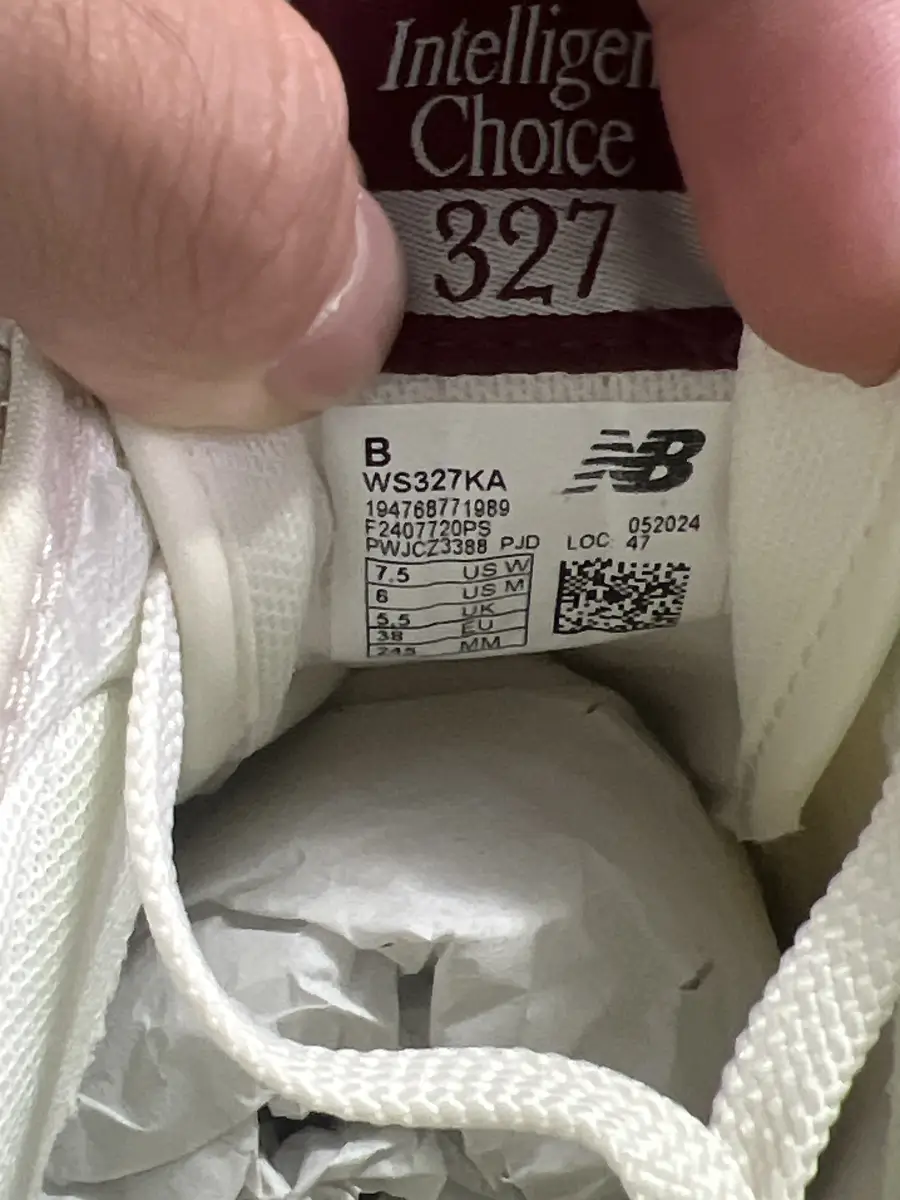 Intelligen
Choice
327
B
NB
WS327KA
194768771989
F2407720PS
052024
PWJCZ3388 PJD
LOC: 47
7.5 US W
6 US M
5.5 UK
38 EU
245 MM